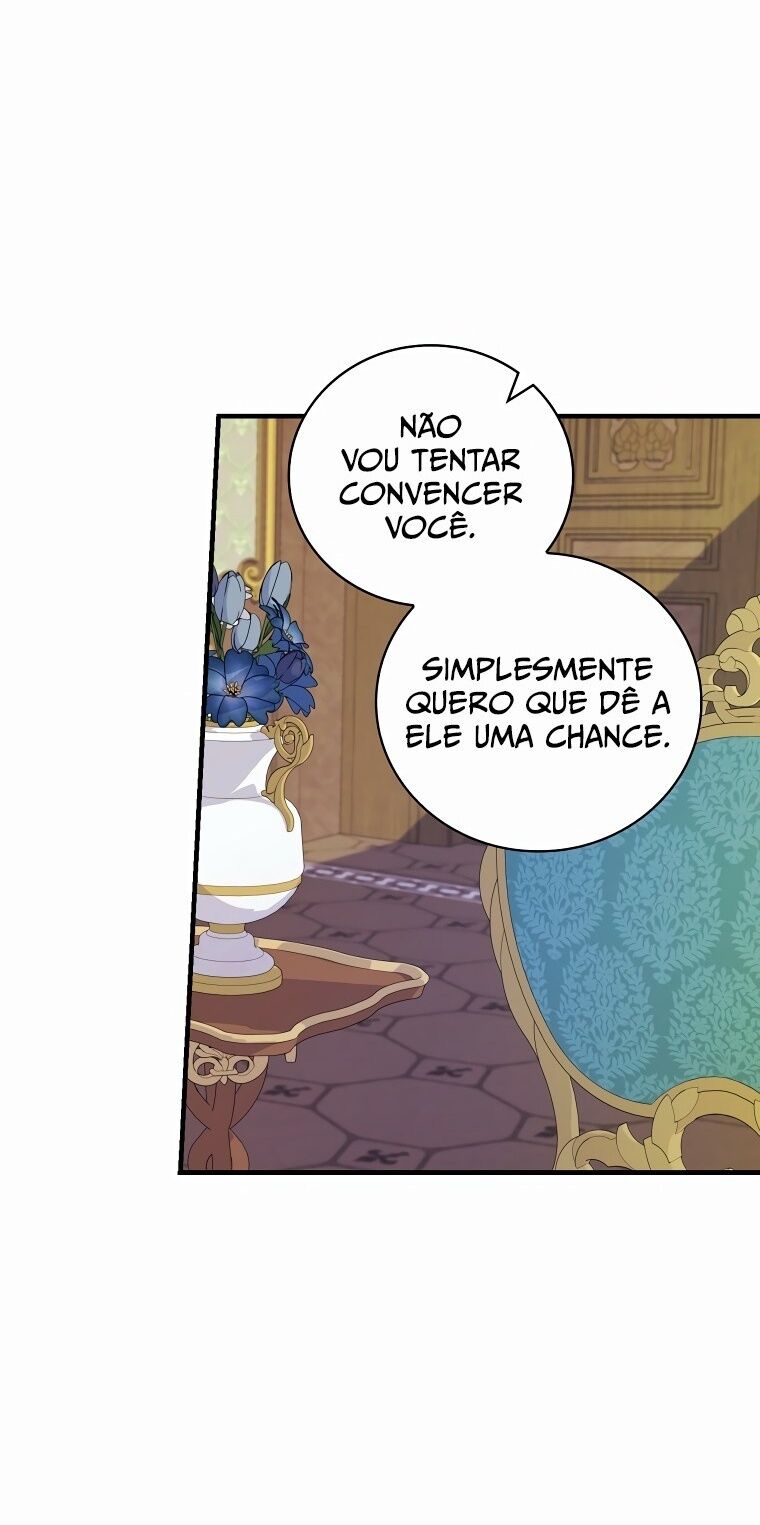 NÃO
VOU TENTAR
CONVENCER
VOCÊ.
SIMPLESMENTE
QUERO QUE DÊ A
ELE UMA CHANCE.